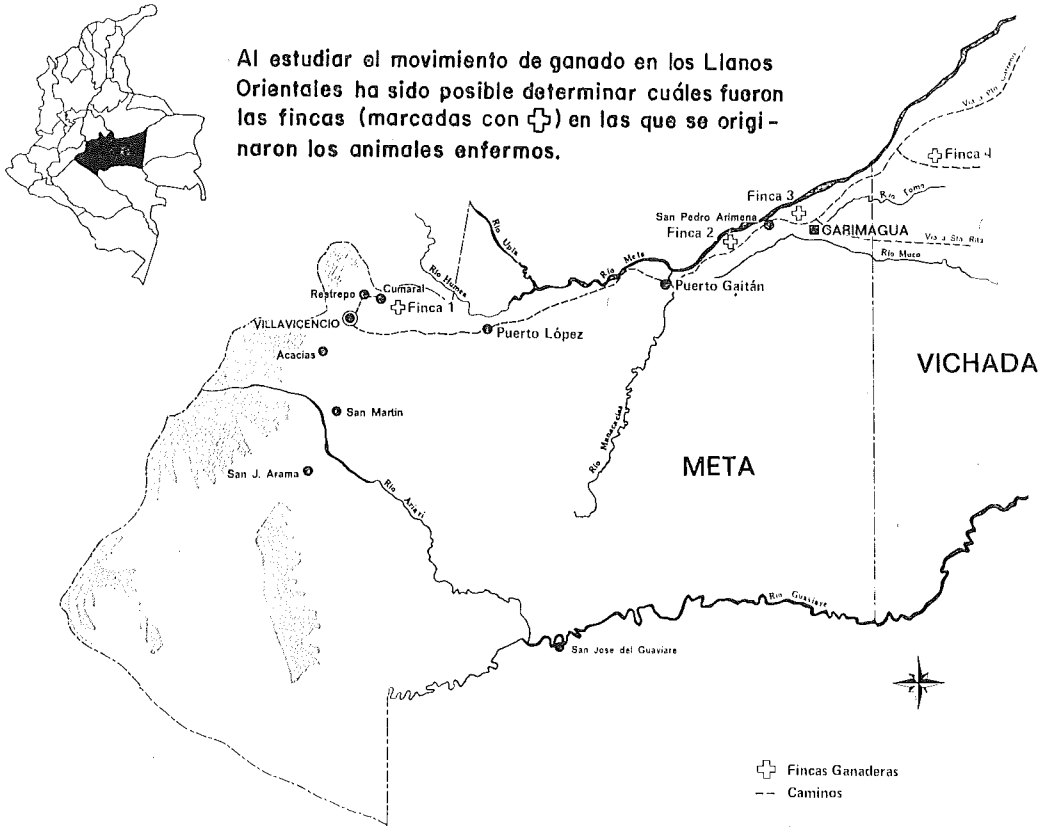 Al estudiar el movimiento de ganado en los Llanos
Orientales ha sido posible determinar cuáles fueron
las fincas (marcadas con ✚) en las que se origi-
naron los animales enfermos.
Finca 4
Finca 3
San Pedro Arimena
Finca 2
CARIMAGUA
Río Tomo
Vía a Sta Rita
Río Muco
Río Upía
Río Meta
Río Humea
Puerto Gaitán
Restrepo
Cumaral
Finca 1
VILLAVICENCIO
Puerto López
Acacias
VICHADA
San Martín
Río Manacacías
META
San J. Arama
Río Ariari
Río Guaviare
San Jose del Guaviare
Fincas Ganaderas
Caminos